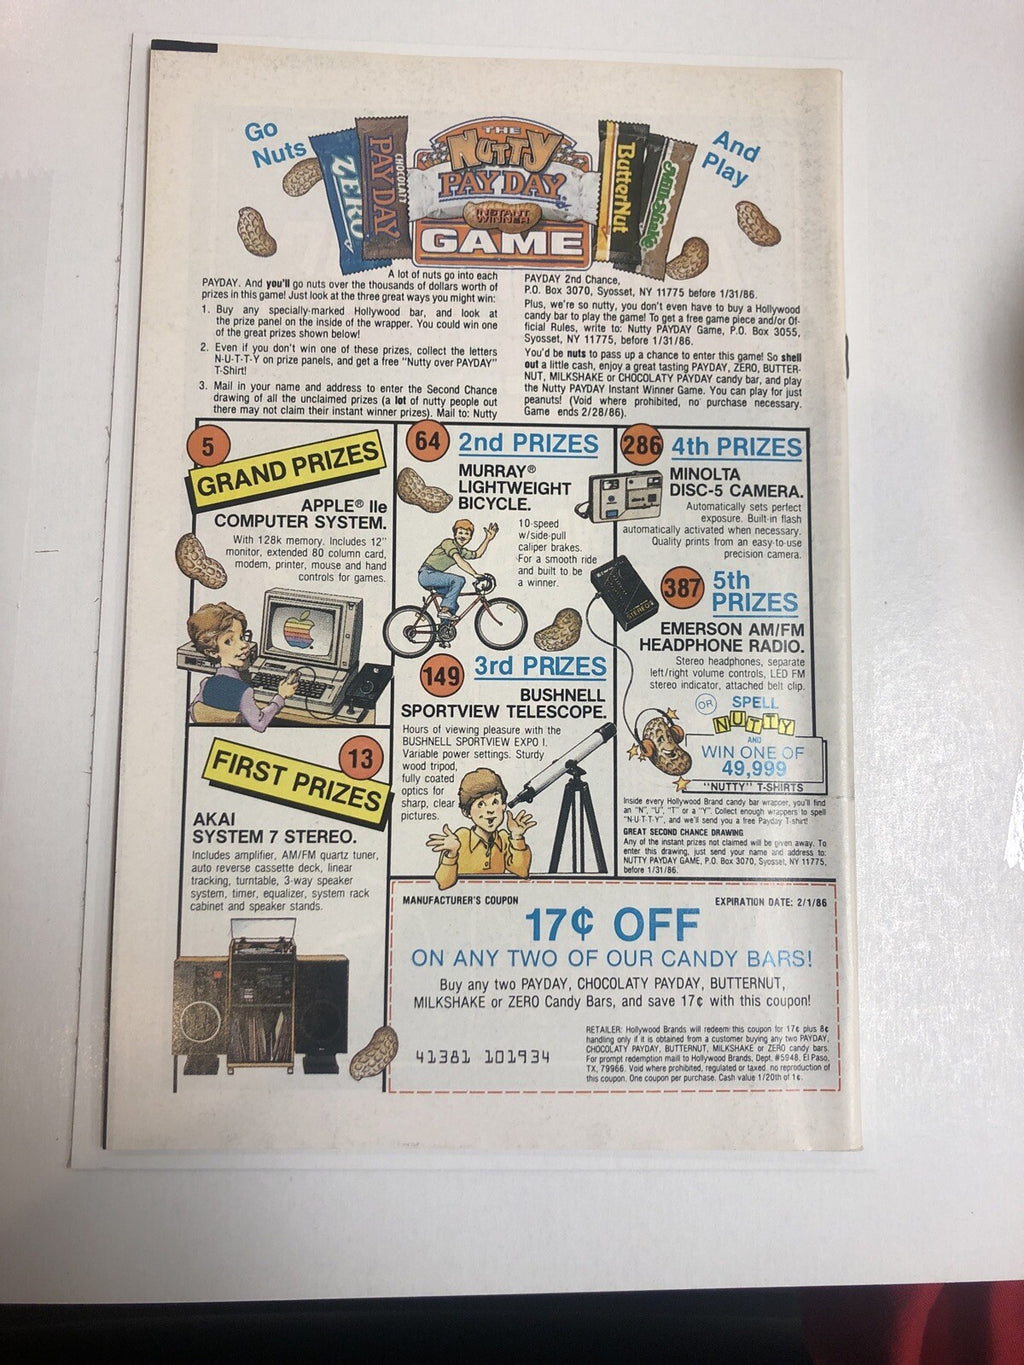 Go
Nuts
ZERO
CHOCOLATY
PAYDAY
THE
NUTTY
PAY DAY
INSTANT
WINNER
GAME
ButterNut
Milkshake
And
Play
A lot of nuts go into each
PAYDAY. And you'll go nuts over the thousands of dollars worth of
prizes in this game! Just look at the three great ways you might win:
1. Buy any specially-marked Hollywood bar, and look at
the prize panel on the inside of the wrapper. You could win one
of the great prizes shown below!
2. Even if you don't win one of these prizes, collect the letters
N-U-T-T-Y on prize panels, and get a free "Nutty over PAYDAY"
T-Shirt!
3. Mail in your name and address to enter the Second Chance
drawing of all the unclaimed prizes (a lot of nutty people out
there may not claim their instant winner prizes). Mail to: Nutty
PAYDAY 2nd Chance,
P.O. Box 3070, Syosset, NY 11775 before 1/31/86.
Plus, we're so nutty, you don't even have to buy a Hollywood
candy bar to play the game! To get a free game piece and/or Of-
ficial Rules, write to: Nutty PAYDAY Game, P.O. Box 3055,
Syosset, NY 11775, before 1/31/86.
You'd be nuts to pass up a chance to enter this game! So shell
out a little cash, enjoy a great tasting PAYDAY, ZERO, BUTTER-
NUT, MILKSHAKE or CHOCOLATY PAYDAY candy bar, and play
the Nutty PAYDAY Instant Winner Game. You can play for just
peanuts! (Void where prohibited, no purchase necessary.
Game ends 2/28/86).
5
GRAND PRIZES
APPLE® IIe
COMPUTER SYSTEM.
With 128k memory. Includes 12"
monitor, extended 80 column card,
modem, printer, mouse and hand
controls for games.
13
FIRST PRIZES
AKAI
SYSTEM 7 STEREO.
Includes amplifier, AM/FM quartz tuner,
auto reverse cassette deck, linear
tracking, turntable, 3-way speaker
system, timer, equalizer, system rack
cabinet and speaker stands.
64
2nd PRIZES
MURRAY®
LIGHTWEIGHT
BICYCLE.
10-speed
w/side-pull
caliper brakes.
For a smooth ride
and built to be
a winner.
149
3rd PRIZES
BUSHNELL
SPORTVIEW TELESCOPE.
Hours of viewing pleasure with the
BUSHNELL SPORTVIEW EXPO I.
Variable power settings. Sturdy
wood tripod,
fully coated
optics for
sharp, clear
pictures.
286
4th PRIZES
MINOLTA
DISC-5 CAMERA.
Automatically sets perfect
exposure. Built-in flash
automatically activated when necessary.
Quality prints from an easy-to-use
precision camera.
387
5th
PRIZES
STEREO
EMERSON AM/FM
HEADPHONE RADIO.
Stereo headphones, separate
left/right volume controls, LED FM
stereo indicator, attached belt clip.
OR
SPELL
NUTTY
AND
WIN ONE OF
49,999
"NUTTY" T-SHIRTS
Inside every Hollywood Brand candy bar wrapper, you'll find
an "N", "U", "T" or a "Y". Collect enough wrappers to spell
"N-U-T-T-Y", and we'll send you a free Payday T-shirt!
GREAT SECOND CHANCE DRAWING
Any of the instant prizes not claimed will be given away. To
enter this drawing, just send your name and address to:
NUTTY PAYDAY GAME, P.O. Box 3070, Syosset, NY 11775,
before 1/31/86.
MANUFACTURER'S COUPON
EXPIRATION DATE: 2/1/86
17¢ OFF
ON ANY TWO OF OUR CANDY BARS!
Buy any two PAYDAY, CHOCOLATY PAYDAY, BUTTERNUT,
MILKSHAKE or ZERO Candy Bars, and save 17¢ with this coupon!
41381 101934
RETAILER: Hollywood Brands will redeem this coupon for 17¢ plus 8¢
handling only if it is obtained from a customer buying any two PAYDAY,
CHOCOLATY PAYDAY, BUTTERNUT, MILKSHAKE or ZERO candy bars.
For prompt redemption mail to Hollywood Brands, Dept. #5948, El Paso,
TX, 79966. Void where prohibited, regulated or taxed, no reproduction of
this coupon. One coupon per purchase. Cash value 1/20th of 1¢.